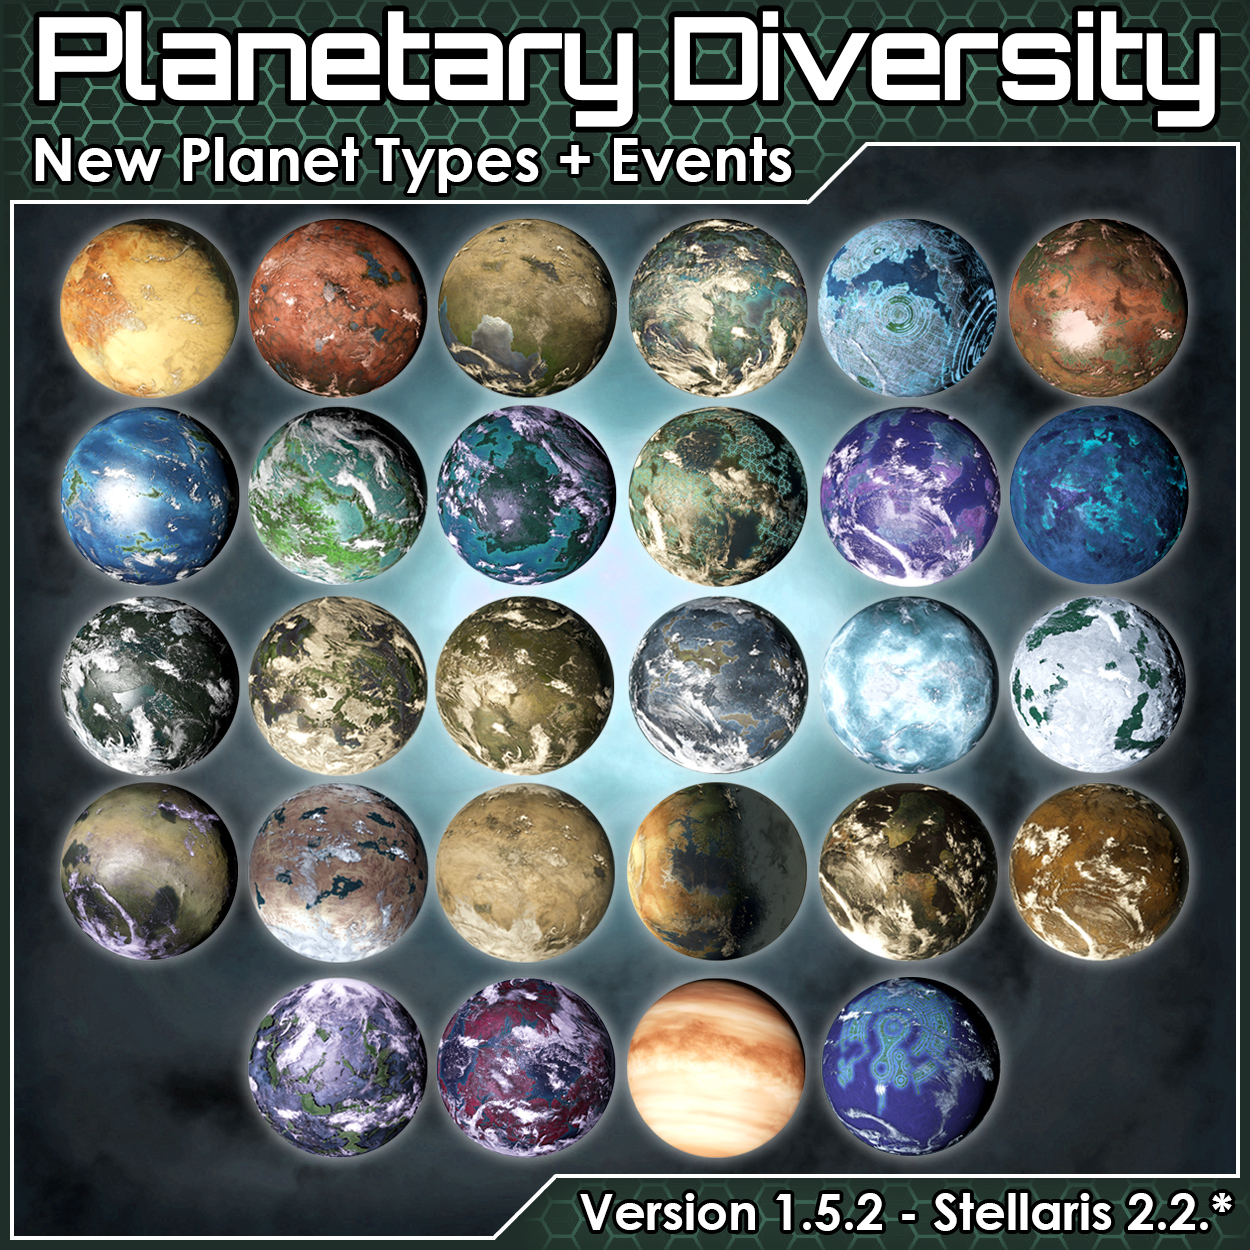 Planetary Diversity
New Planet Types + Events
Version 1.5.2 - Stellaris 2.2.*